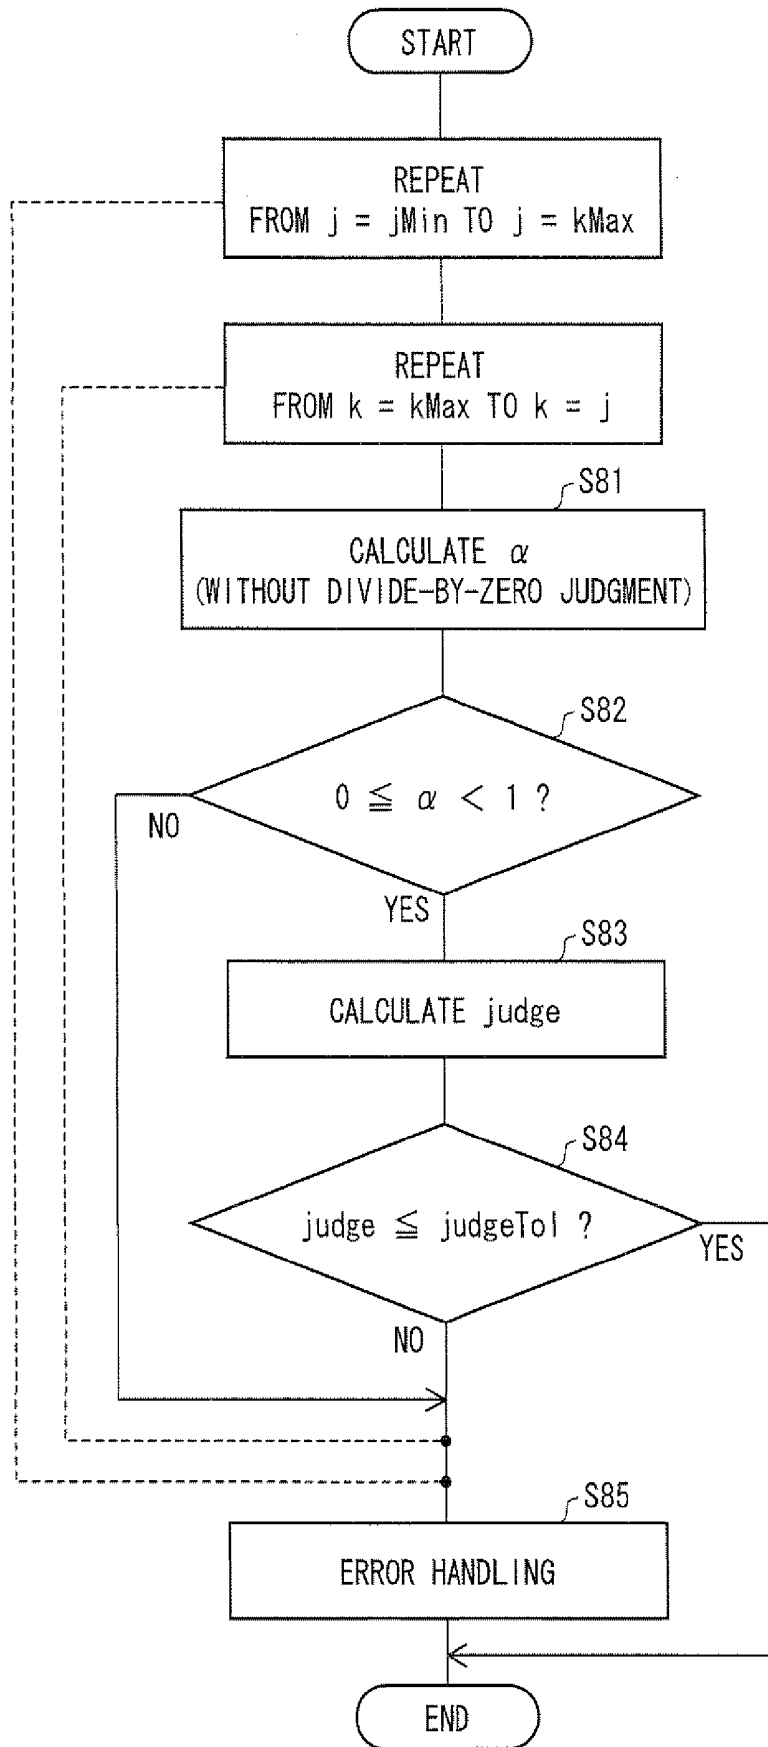 START
REPEAT
FROM j = jMin TO j = kMax
REPEAT
FROM k = kMax TO k = j
S81
CALCULATE α
(WITHOUT DIVIDE-BY-ZERO JUDGMENT)
S82
0 ≦ α < 1 ?
NO
YES
S83
CALCULATE judge
S84
judge ≦ judgeTol ?
YES
NO
S85
ERROR HANDLING
END